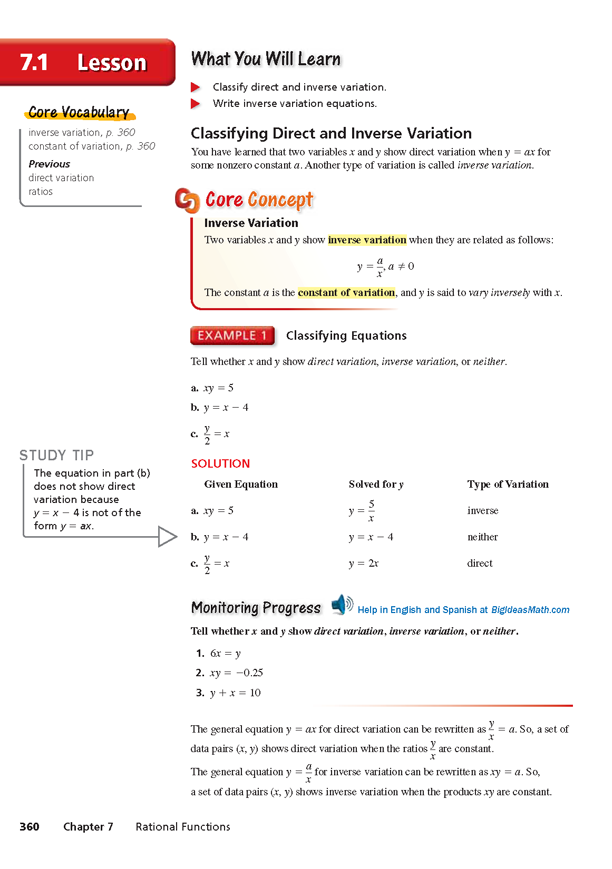 7.1 Lesson
What You Will Learn
Classify direct and inverse variation.
Write inverse variation equations.
Core Vocabulary
inverse variation, p. 360
constant of variation, p. 360
Previous
direct variation
ratios
Classifying Direct and Inverse Variation
You have learned that two variables x and y show direct variation when y = ax for
some nonzero constant a. Another type of variation is called inverse variation.
Core Concept
Inverse Variation
Two variables x and y show inverse variation when they are related as follows:
y = a/x, a ≠ 0
The constant a is the constant of variation, and y is said to vary inversely with x.
EXAMPLE 1 Classifying Equations
Tell whether x and y show direct variation, inverse variation, or neither.
a. xy = 5
b. y = x − 4
c. y/2 = x
STUDY TIP
The equation in part (b)
does not show direct
variation because
y = x − 4 is not of the
form y = ax.
SOLUTION
Given Equation Solved for y Type of Variation
a. xy = 5 y = 5/x inverse
b. y = x − 4 y = x − 4 neither
c. y/2 = x y = 2x direct
Monitoring Progress Help in English and Spanish at BigIdeasMath.com
Tell whether x and y show direct variation, inverse variation, or neither.
1. 6x = y
2. xy = −0.25
3. y + x = 10
The general equation y = ax for direct variation can be rewritten as y/x = a. So, a set of
data pairs (x, y) shows direct variation when the ratios y/x are constant.
The general equation y = a/x for inverse variation can be rewritten as xy = a. So,
a set of data pairs (x, y) shows inverse variation when the products xy are constant.
360 Chapter 7 Rational Functions